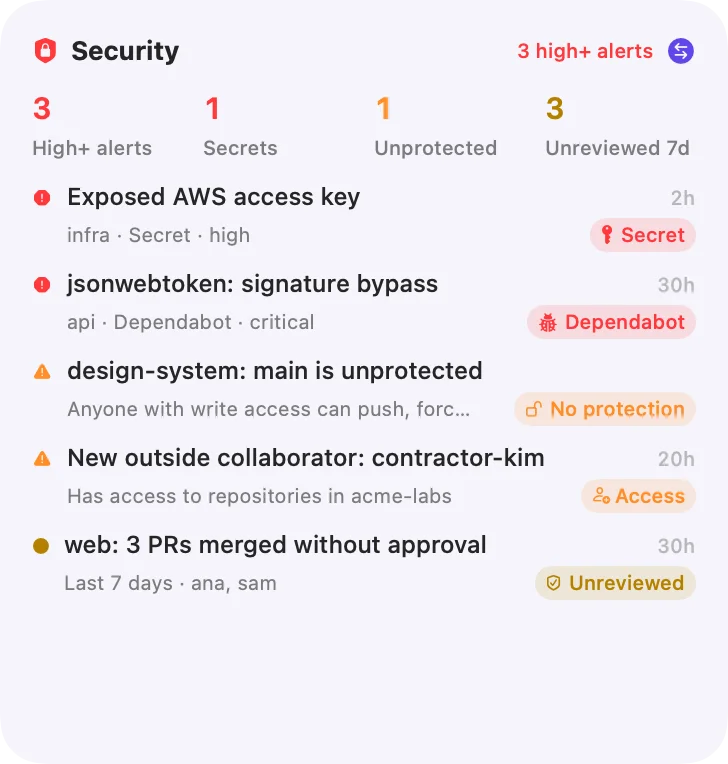 Security
3 high+ alerts
3 1 1 3
High+ alerts Secrets Unprotected Unreviewed 7d
Exposed AWS access key 2h
infra · Secret · high Secret
jsonwebtoken: signature bypass 30h
api · Dependabot · critical Dependabot
design-system: main is unprotected
Anyone with write access can push, forc... No protection
New outside collaborator: contractor-kim 20h
Has access to repositories in acme-labs Access
web: 3 PRs merged without approval 30h
Last 7 days · ana, sam Unreviewed